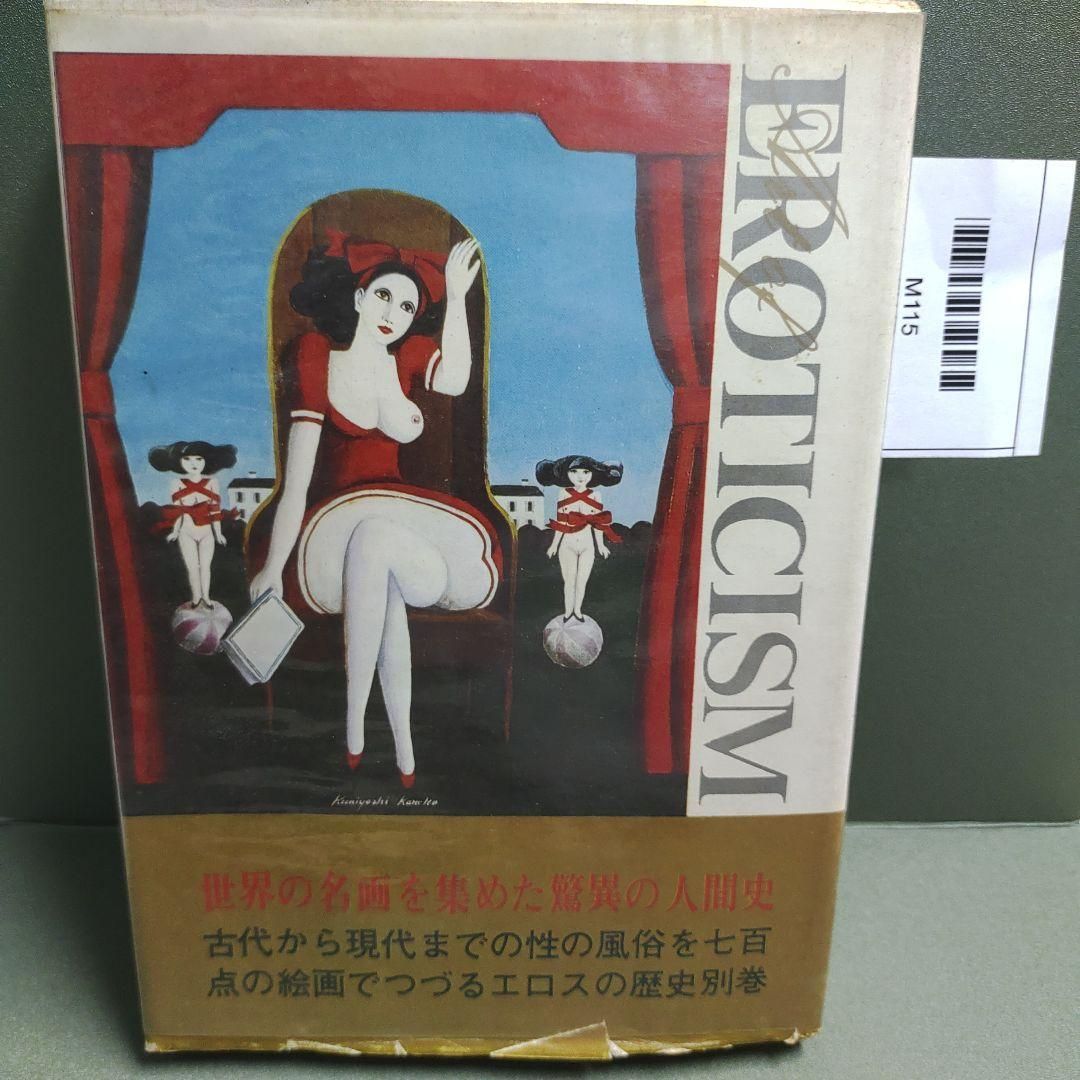 EROTICISM
M115
Kuniyoshi Kaneko
世界の名画を集めた驚異の人間史
古代から現代までの性の風俗を七百
点の絵画でつづるエロスの歴史別巻